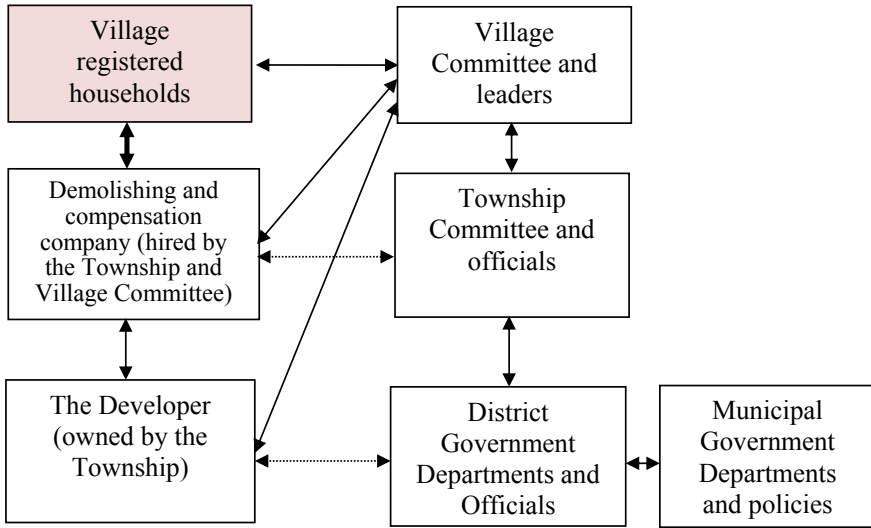 Village
registered
households
Village
Committee and
leaders
Demolishing and
compensation
company (hired by
the Township and
Village Committee)
Township
Committee and
officials
The Developer
(owned by the
Township)
District
Government
Departments and
Officials
Municipal
Government
Departments
and policies